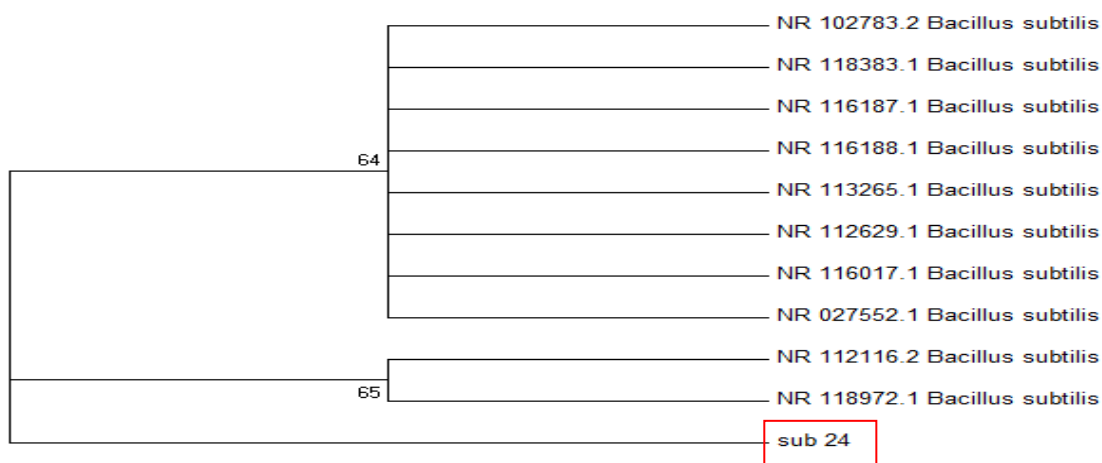 NR 102783.2 Bacillus subtilis
NR 118383.1 Bacillus subtilis
NR 116187.1 Bacillus subtilis
NR 116188.1 Bacillus subtilis
64
NR 113265.1 Bacillus subtilis
NR 112629.1 Bacillus subtilis
NR 116017.1 Bacillus subtilis
NR 027552.1 Bacillus subtilis
NR 112116.2 Bacillus subtilis
65
NR 118972.1 Bacillus subtilis
sub 24